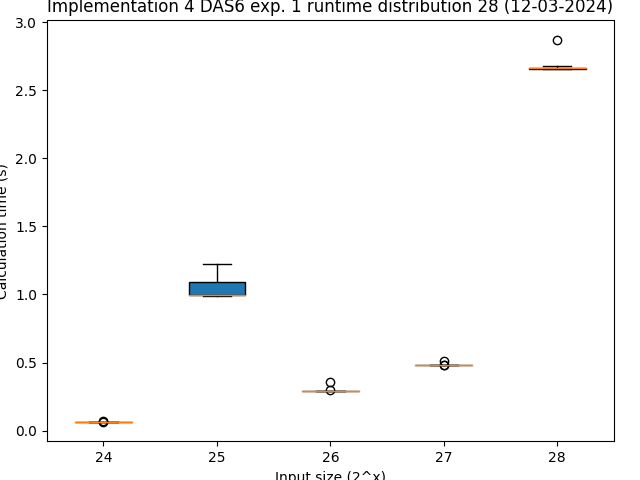 Implementation 4 DAS6 exp. 1 runtime distribution 28 (12-03-2024)
3.0
2.5
2.0
1.5
1.0
0.5
0.0
Calculation time (s)
24 25 26 27 28
Input size (2^x)